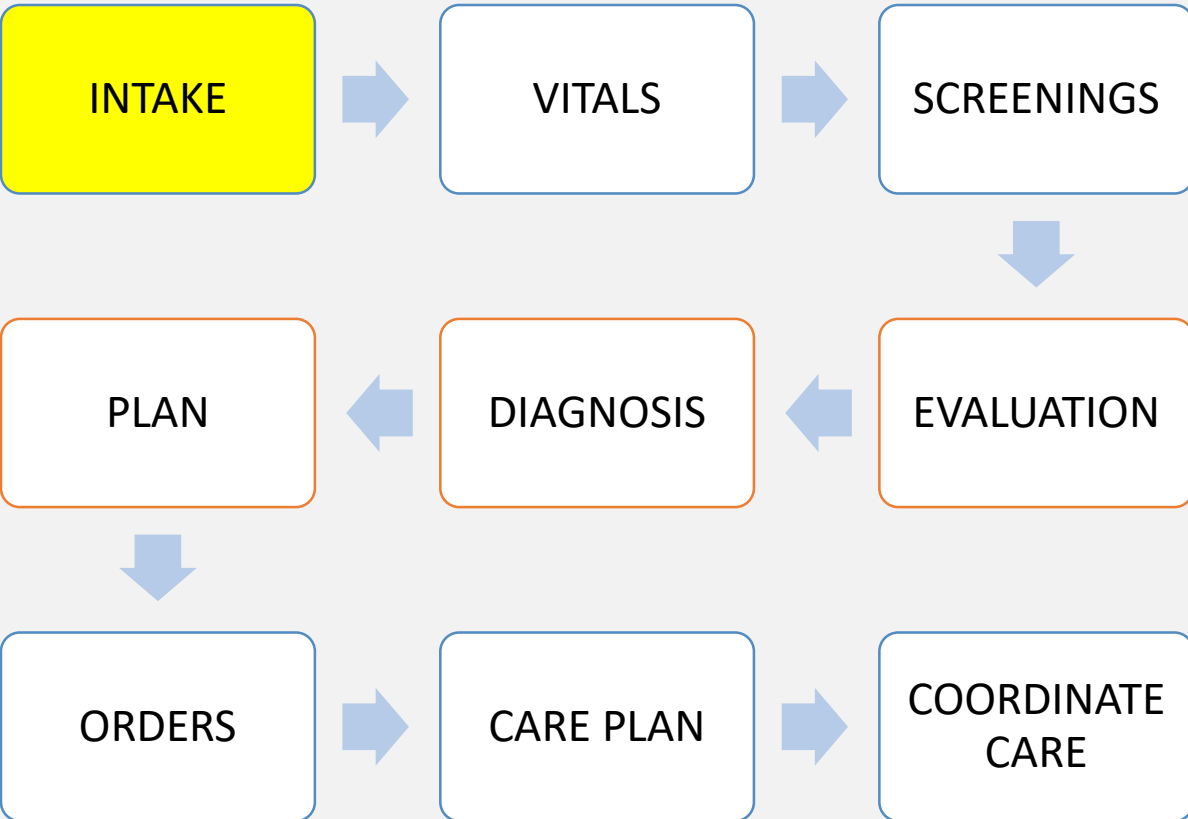 INTAKE
VITALS
SCREENINGS
EVALUATION
DIAGNOSIS
PLAN
ORDERS
CARE PLAN
COORDINATE
CARE